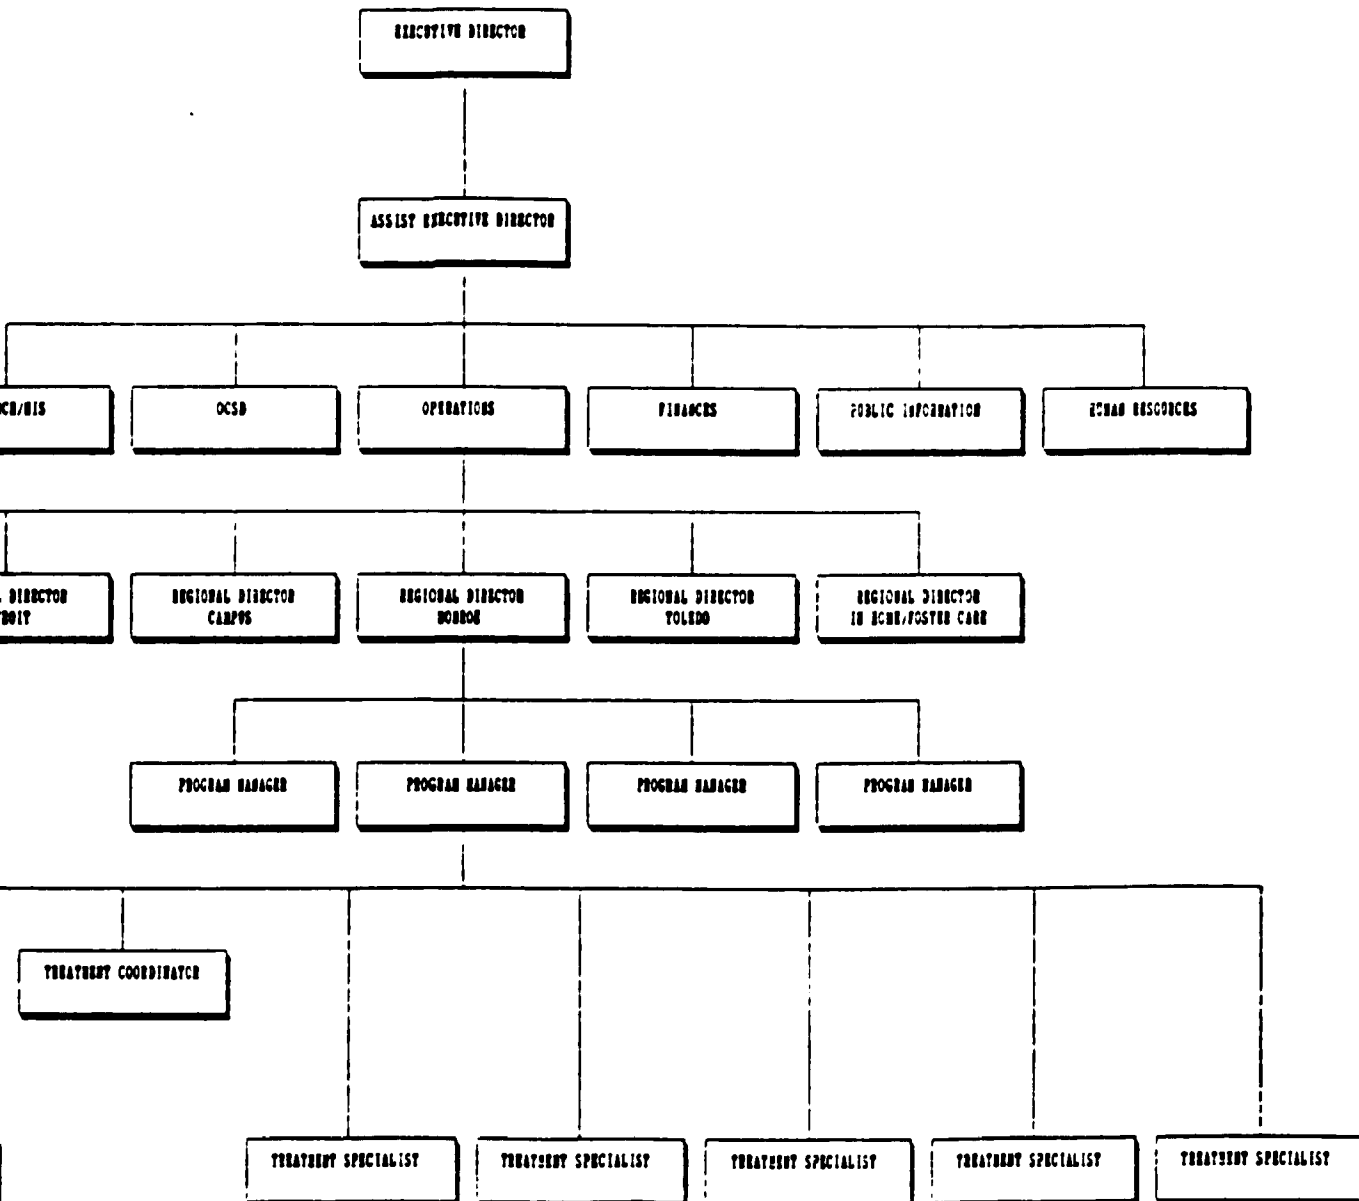 EXECUTIVE DIRECTOR
ASSIST EXECUTIVE DIRECTOR
OCSD
OPERATIONS
FINANCES
PUBLIC INFORMATION
HUMAN RESOURCES
DIRECTOR
REGIONAL DIRECTOR
CAMPUS
REGIONAL DIRECTOR
MONROE
REGIONAL DIRECTOR
TOLEDO
REGIONAL DIRECTOR
IN HOME/FOSTER CARE
PROGRAM MANAGER
PROGRAM MANAGER
PROGRAM MANAGER
PROGRAM MANAGER
TREATMENT COORDINATOR
TREATMENT SPECIALIST
TREATMENT SPECIALIST
TREATMENT SPECIALIST
TREATMENT SPECIALIST
TREATMENT SPECIALIST